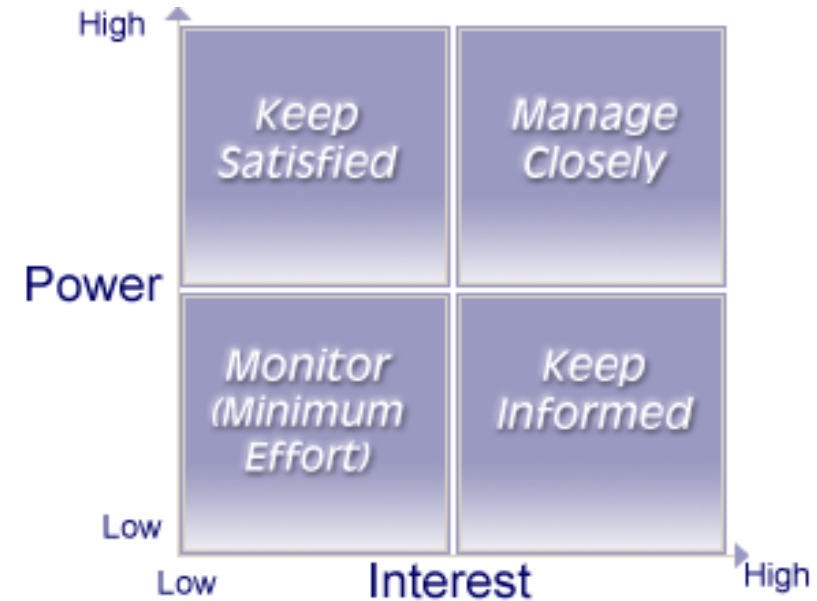 High
Keep
Satisfied
Manage
Closely
Power
Monitor
(Minimum
Effort)
Keep
Informed
Low
Low
Interest
High